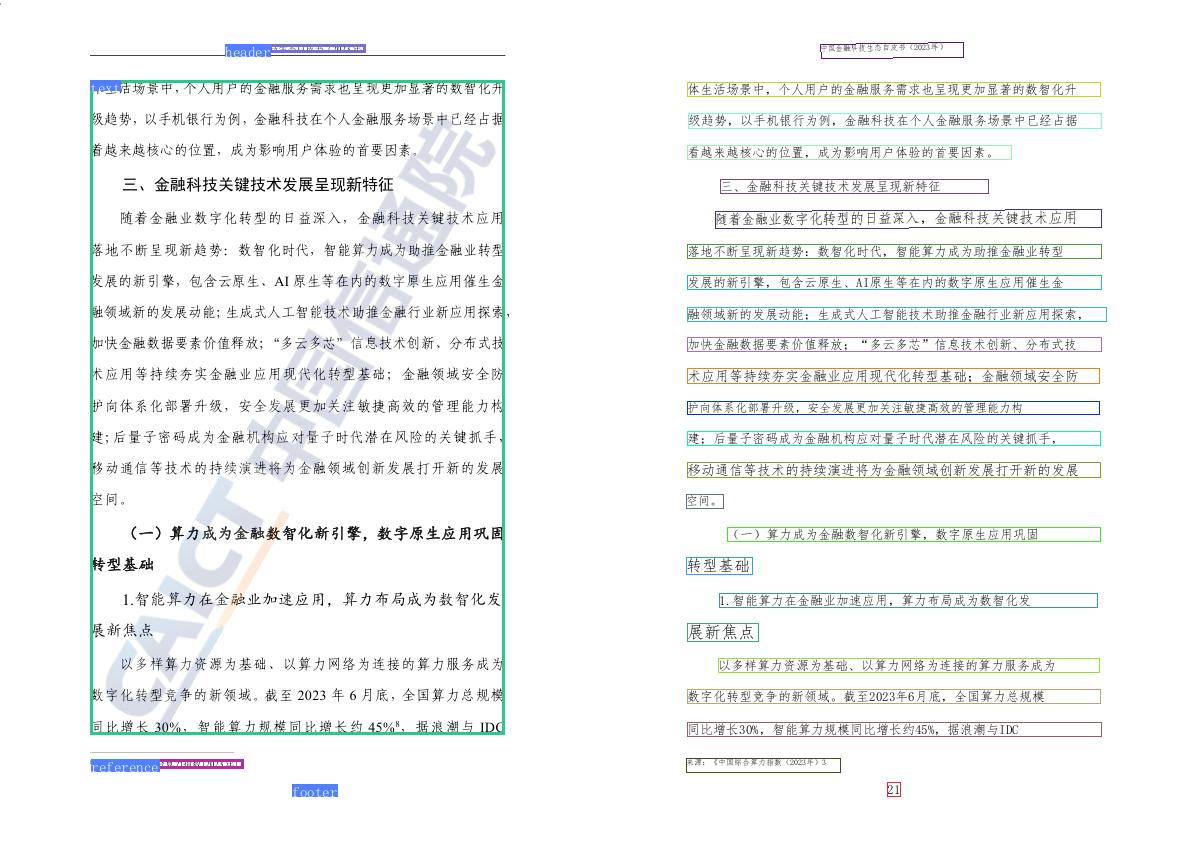 header
text
体生活场景中，个人用户的金融服务需求也呈现更加显著的数智化升
级趋势，以手机银行为例，金融科技在个人金融服务场景中已经占据
着越来越核心的位置，成为影响用户体验的首要因素。
三、金融科技关键技术发展呈现新特征
随着金融业数字化转型的日益深入，金融科技关键技术应用
落地不断呈现新趋势：数智化时代，智能算力成为助推金融业转型
发展的新引擎，包含云原生、AI 原生等在内的数字原生应用催生金
融领域新的发展动能；生成式人工智能技术助推金融行业新应用探索，
加快金融数据要素价值释放；“多云多芯”信息技术创新、分布式技
术应用等持续夯实金融业应用现代化转型基础；金融领域安全防
护向体系化部署升级，安全发展更加关注敏捷高效的管理能力构
建；后量子密码成为金融机构应对量子时代潜在风险的关键抓手，
移动通信等技术的持续演进将为金融领域创新发展打开新的发展
空间。
（一）算力成为金融数智化新引擎，数字原生应用巩固
转型基础
1.智能算力在金融业加速应用，算力布局成为数智化发
展新焦点
以多样算力资源为基础、以算力网络为连接的算力服务成为
数字化转型竞争的新领域。截至 2023 年 6 月底，全国算力总规模
同比增长 30%，智能算力规模同比增长约 45%⁸，据浪潮与 IDC
reference
footer
CAICT 中国信通院
中国金融科技生态白皮书（2023年）
体生活场景中，个人用户的金融服务需求也呈现更加显著的数智化升
级趋势，以手机银行为例，金融科技在个人金融服务场景中已经占据
看越来越核心的位置，成为影响用户体验的首要因素。
三、金融科技关键技术发展呈现新特征
随着金融业数字化转型的日益深入，金融科技关键技术应用
落地不断呈现新趋势：数智化时代，智能算力成为助推金融业转型
发展的新引擎，包含云原生、AI原生等在内的数字原生应用催生金
融领域新的发展动能；生成式人工智能技术助推金融行业新应用探索，
加快金融数据要素价值释放；“多云多芯”信息技术创新、分布式技
术应用等持续夯实金融业应用现代化转型基础；金融领域安全防
护向体系化部署升级，安全发展更加关注敏捷高效的管理能力构
建；后量子密码成为金融机构应对量子时代潜在风险的关键抓手，
移动通信等技术的持续演进将为金融领域创新发展打开新的发展
空间。
（一）算力成为金融数智化新引擎，数字原生应用巩固
转型基础
1.智能算力在金融业加速应用，算力布局成为数智化发
展新焦点
以多样算力资源为基础、以算力网络为连接的算力服务成为
数字化转型竞争的新领域。截至2023年6月底，全国算力总规模
同比增长30%，智能算力规模同比增长约45%，据浪潮与IDC
来源：《中国综合算力指数（2023年）3
21